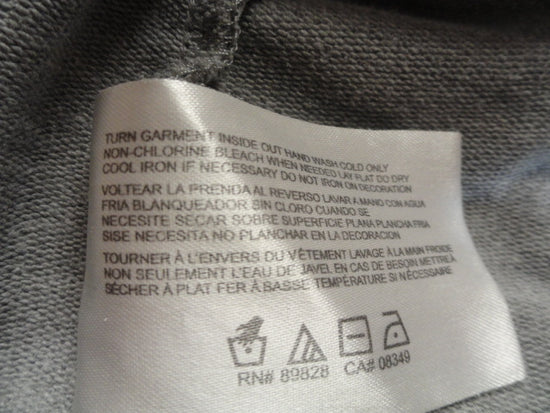 TURN GARMENT INSIDE OUT HAND WASH COLD ONLY
NON-CHLORINE BLEACH WHEN NEEDED LAY FLAT DO DRY
COOL IRON IF NECESSARY DO NOT IRON ON DECORATION
VOLTEAR LA PRENDA AL REVERSO LAVAR A MANO CON AGUA
FRIA BLANQUEADOR SIN CLORO CUANDO SE
NECESITE SECAR SOBRE SUPERFICIE PLANA PLANCHA FRIA
SISE NECESITA NO PLANCHAR EN LA DECORACION
TOURNER À L'ENVERS DU VÊTEMENT LAVAGE À LA MAIN FROIDE
NON SEULEMENT L'EAU DE JAVEL EN CAS DE BESOIN METTRE À
SÉCHER À PLAT FER À BASSE TEMPÉRATURE SI NÉCESSAIRE
RN# 89828 CA# 08349